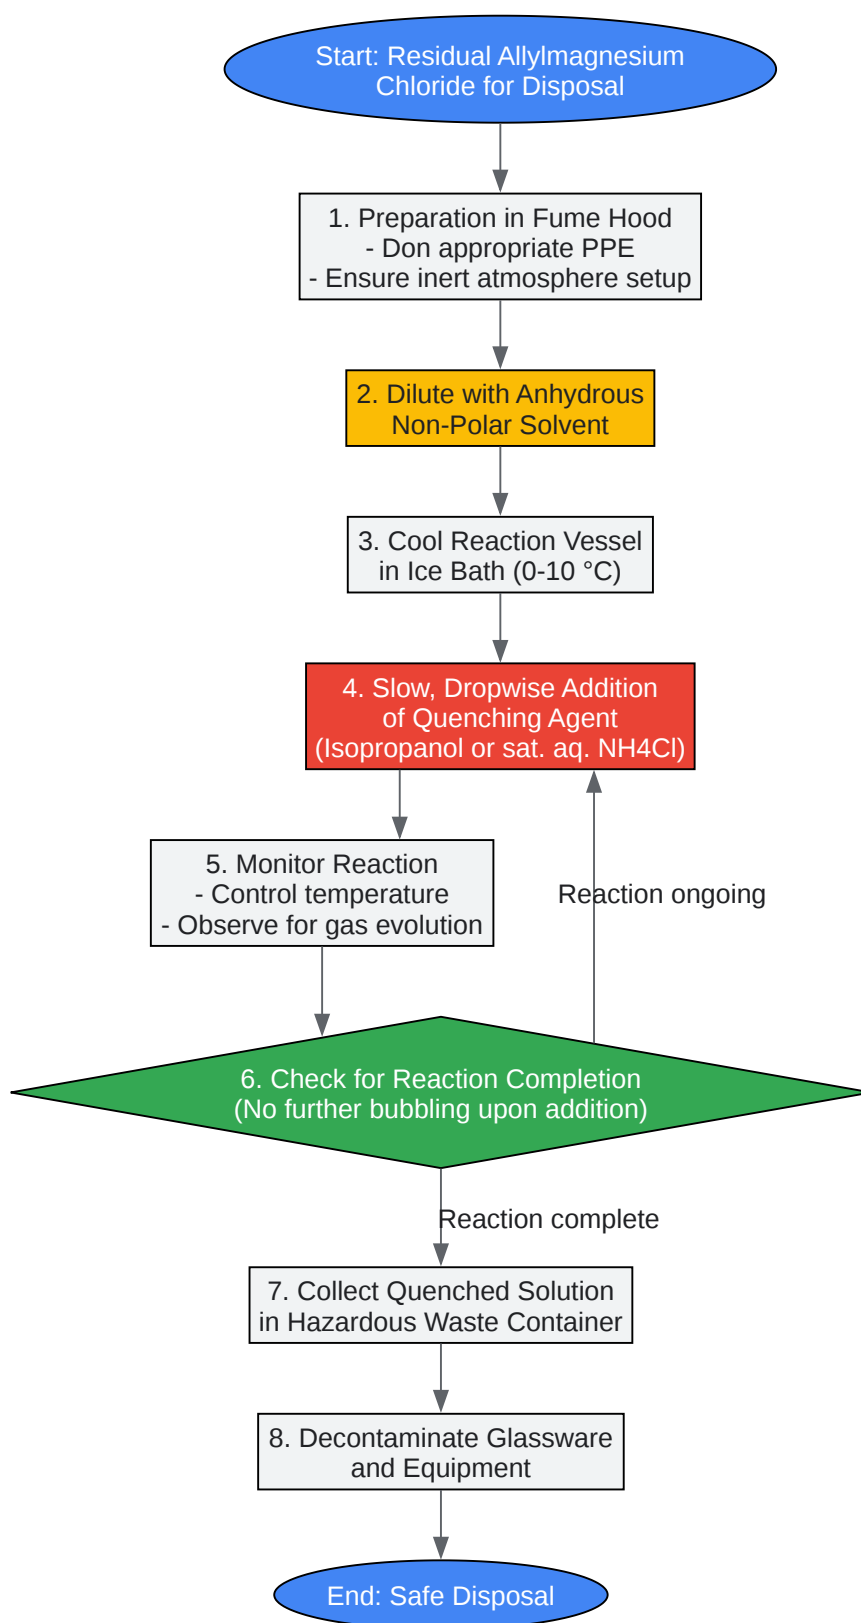 Start: Residual Allylmagnesium
Chloride for Disposal
1. Preparation in Fume Hood
- Don appropriate PPE
- Ensure inert atmosphere setup
2. Dilute with Anhydrous
Non-Polar Solvent
3. Cool Reaction Vessel
in Ice Bath (0-10 °C)
4. Slow, Dropwise Addition
of Quenching Agent
(Isopropanol or sat. aq. NH4Cl)
5. Monitor Reaction
- Control temperature
- Observe for gas evolution
Reaction ongoing
6. Check for Reaction Completion
(No further bubbling upon addition)
Reaction complete
7. Collect Quenched Solution
in Hazardous Waste Container
8. Decontaminate Glassware
and Equipment
End: Safe Disposal